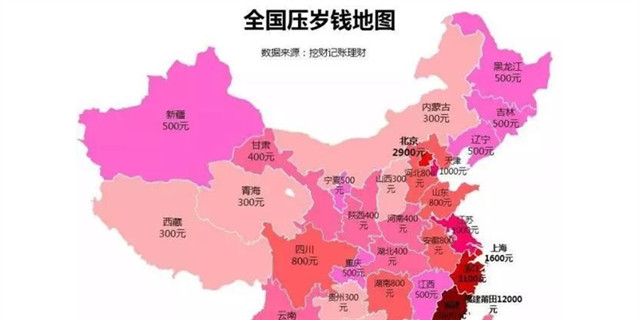 全国压岁钱地图
数据来源：挖财记账理财
黑龙江
500元
吉林
500元
辽宁
500元
内蒙古
300元
新疆
500元
甘肃
400元
北京
2900元
天津
1000元
河北800
元
宁夏500
元
山西300
元
山东
800元
青海
300元
西藏
300元
陕西400
元
河南400
元
江苏
安徽800
元
上海
1600元
四川
800元
重庆
500元
湖北400
元
1100元
湖南800
元
江西
500元
福建莆田12000
元
贵州300
元
云南